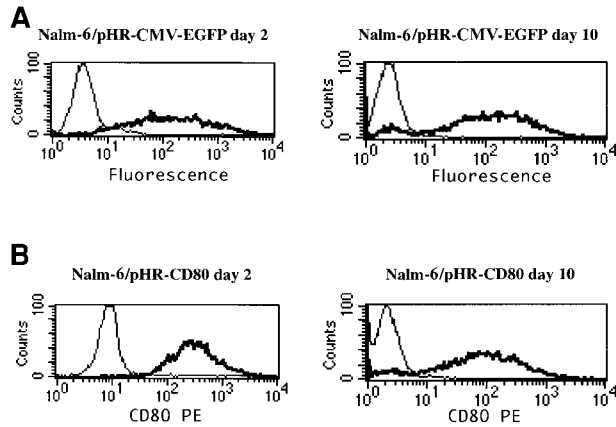 A
Nalm-6/pHR-CMV-EGFP day 2
Nalm-6/pHR-CMV-EGFP day 10
100
Counts
0
10^0 10^1 10^2 10^3 10^4
Fluorescence
100
Counts
0
10^0 10^1 10^2 10^3 10^4
Fluorescence
B
Nalm-6/pHR-CD80 day 2
Nalm-6/pHR-CD80 day 10
100
Counts
0
10^0 10^1 10^2 10^3 10^4
CD80 PE
100
Counts
0
10^0 10^1 10^2 10^3 10^4
CD80 PE